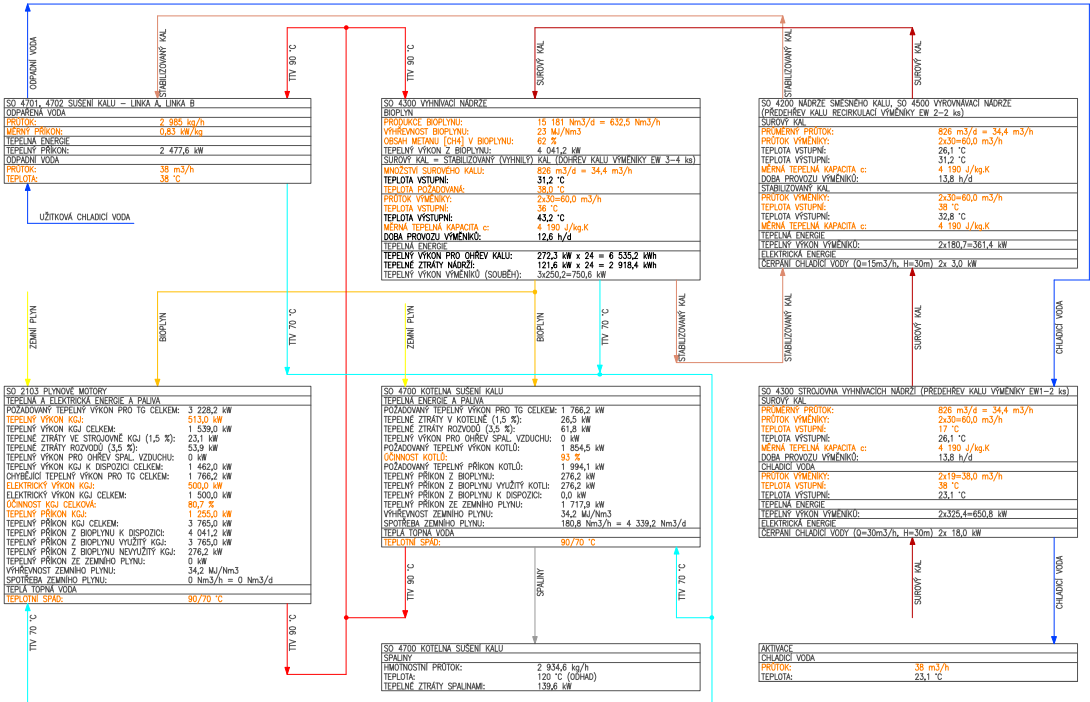 ODPADNÍ VODA
STABILIZOVANÝ KAL
TTV 90 °C
TTV 90 °C
SUROVÝ KAL
STABILIZOVANÝ KAL
SUROVÝ KAL
SO 4701, 4702 SUŠENÍ KALU – LINKA A, LINKA B
ODPAŘENÁ VODA
PRŮTOK: 2 985 kg/h
MĚRNÝ PŘÍKON: 0,83 kW/kg
TEPELNÁ ENERGIE
TEPELNÝ PŘÍKON: 2 477,6 kW
ODPADNÍ VODA
PRŮTOK: 38 m3/h
TEPLOTA: 38 °C
UŽITKOVÁ CHLADICÍ VODA
SO 4300 VYHNÍVACÍ NÁDRŽE
BIOPLYN
PRODUKCE BIOPLYNU: 15 181 Nm3/d = 632,5 Nm3/h
VÝHŘEVNOST BIOPLYNU: 23 MJ/Nm3
OBSAH METANU [CH4] V BIOPLYNU: 62 %
TEPELNÝ VÝKON Z BIOPLYNU: 4 041,2 kW
SUROVÝ KAL = STABILIZOVANÝ (VYHNILÝ) KAL (DOHŘEV KALU VÝMĚNÍKY EW 3–4 ks)
MNOŽSTVÍ SUROVÉHO KALU: 826 m3/d = 34,4 m3/h
TEPLOTA VSTUPNÍ: 31,2 °C
TEPLOTA POŽADOVANÁ: 38,0 °C
PRŮTOK VÝMĚNÍKY: 2x30=60,0 m3/h
TEPLOTA VSTUPNÍ: 36 °C
TEPLOTA VÝSTUPNÍ: 43,2 °C
MĚRNÁ TEPELNÁ KAPACITA c: 4 190 J/kg.K
DOBA PROVOZU VÝMĚNÍKŮ: 12,6 h/d
TEPELNÁ ENERGIE
TEPELNÝ VÝKON PRO OHŘEV KALU: 272,3 kW x 24 = 6 535,2 kWh
TEPELNÉ ZTRÁTY NÁDRŽÍ: 121,6 kW x 24 = 2 918,4 kWh
TEPELNÝ VÝKON VÝMĚNÍKŮ (SOUBĚH): 3x250,2=750,6 kW
SO 4200 NÁDRŽE SMĚSNÉHO KALU, SO 4500 VYROVNÁVACÍ NÁDRŽE
(PŘEDEHŘEV KALU RECIRKULACÍ VÝMĚNÍKY EW 2–2 ks)
SUROVÝ KAL
PRŮMĚRNÝ PRŮTOK: 826 m3/d = 34,4 m3/h
PRŮTOK VÝMĚNÍKY: 2x30=60,0 m3/h
TEPLOTA VSTUPNÍ: 26,1 °C
TEPLOTA VÝSTUPNÍ: 31,2 °C
MĚRNÁ TEPELNÁ KAPACITA c: 4 190 J/kg.K
DOBA PROVOZU VÝMĚNÍKŮ: 13,8 h/d
STABILIZOVANÝ KAL
PRŮTOK VÝMĚNÍKY: 2x30=60,0 m3/h
TEPLOTA VSTUPNÍ: 38 °C
TEPLOTA VÝSTUPNÍ: 32,8 °C
MĚRNÁ TEPELNÁ KAPACITA c: 4 190 J/kg.K
TEPELNÁ ENERGIE
TEPELNÝ VÝKON VÝMĚNÍKŮ: 2x180,7=361,4 kW
ELEKTRICKÁ ENERGIE
ČERPÁNÍ CHLADICÍ VODY (Q=15m3/h, H=30m) 2x 3,0 kW
ZEMNÍ PLYN
BIOPLYN
TTV 70 °C
ZEMNÍ PLYN
BIOPLYN
TTV 70 °C
STABILIZOVANÝ KAL
STABILIZOVANÝ KAL
SUROVÝ KAL
CHLADICÍ VODA
SO 2103 PLYNOVÉ MOTORY
TEPELNÁ A ELEKTRICKÁ ENERGIE A PALIVA
POŽADOVANÝ TEPELNÝ VÝKON PRO TG CELKEM: 3 228,2 kW
TEPELNÝ VÝKON KGJ: 513,0 kW
TEPELNÝ VÝKON KGJ CELKEM: 1 539,0 kW
TEPELNÉ ZTRÁTY VE STROJOVNĚ KGJ (1,5 %): 23,1 kW
TEPELNÉ ZTRÁTY ROZVODŮ (3,5 %): 53,9 kW
TEPELNÝ VÝKON PRO OHŘEV SPAL. VZDUCHU: 0 kW
TEPELNÝ VÝKON KGJ K DISPOZICI CELKEM: 1 462,0 kW
CHYBĚJÍCÍ TEPELNÝ VÝKON PRO TG CELKEM: 1 766,2 kW
ELEKTRICKÝ VÝKON KGJ: 500,0 kW
ELEKTRICKÝ VÝKON KGJ CELKEM: 1 500,0 kW
ÚČINNOST KGJ CELKOVÁ: 80,7 %
TEPELNÝ PŘÍKON KGJ: 1 255,0 kW
TEPELNÝ PŘÍKON KGJ CELKEM: 3 765,0 kW
TEPELNÝ PŘÍKON Z BIOPLYNU K DISPOZICI: 4 041,2 kW
TEPELNÝ PŘÍKON Z BIOPLYNU VYUŽITÝ KGJ: 3 765,0 kW
TEPELNÝ PŘÍKON Z BIOPLYNU NEVYUŽITÝ KGJ: 276,2 kW
TEPELNÝ PŘÍKON ZE ZEMNÍHO PLYNU: 0 kW
VÝHŘEVNOST ZEMNÍHO PLYNU: 34,2 MJ/Nm3
SPOTŘEBA ZEMNÍHO PLYNU: 0 Nm3/h = 0 Nm3/d
TEPLÁ TOPNÁ VODA
TEPLOTNÍ SPÁD: 90/70 °C
SO 4700 KOTELNA SUŠENÍ KALU
TEPELNÁ ENERGIE A PALIVA
POŽADOVANÝ TEPELNÝ VÝKON PRO TG CELKEM: 1 766,2 kW
TEPELNÉ ZTRÁTY V KOTELNĚ (1,5 %): 26,5 kW
TEPELNÉ ZTRÁTY ROZVODŮ (3,5 %): 61,8 kW
TEPELNÝ VÝKON PRO OHŘEV SPAL. VZDUCHU: 0 kW
POŽADOVANÝ TEPELNÝ VÝKON KOTLŮ: 1 854,5 kW
ÚČINNOST KOTLŮ: 93 %
POŽADOVANÝ TEPELNÝ PŘÍKON KOTLŮ: 1 994,1 kW
TEPELNÝ PŘÍKON Z BIOPLYNU: 276,2 kW
TEPELNÝ PŘÍKON Z BIOPLYNU VYUŽITÝ KOTLI: 276,2 kW
TEPELNÝ PŘÍKON Z BIOPLYNU K DISPOZICI: 0,0 kW
TEPELNÝ PŘÍKON ZE ZEMNÍHO PLYNU: 1 717,9 kW
VÝHŘEVNOST ZEMNÍHO PLYNU: 34,2 MJ/Nm3
SPOTŘEBA ZEMNÍHO PLYNU: 180,8 Nm3/h = 4 339,2 Nm3/d
TEPLÁ TOPNÁ VODA
TEPLOTNÍ SPÁD: 90/70 °C
SO 4300 STROJOVNA VYHNÍVACÍCH NÁDRŽÍ (PŘEDEHŘEV KALU VÝMĚNÍKY EW1–2 ks)
SUROVÝ KAL
PRŮMĚRNÝ PRŮTOK: 826 m3/d = 34,4 m3/h
PRŮTOK VÝMĚNÍKY: 2x30=60,0 m3/h
TEPLOTA VSTUPNÍ: 17 °C
TEPLOTA VÝSTUPNÍ: 26,1 °C
MĚRNÁ TEPELNÁ KAPACITA c: 4 190 J/kg.K
DOBA PROVOZU VÝMĚNÍKŮ: 13,8 h/d
CHLADICÍ VODA
PRŮTOK VÝMĚNÍKY: 2x19=38,0 m3/h
TEPLOTA VSTUPNÍ: 38 °C
TEPLOTA VÝSTUPNÍ: 23,1 °C
TEPELNÁ ENERGIE
TEPELNÝ VÝKON VÝMĚNÍKŮ: 2x325,4=650,8 kW
ELEKTRICKÁ ENERGIE
ČERPÁNÍ CHLADICÍ VODY (Q=30m3/h, H=30m) 2x 18,0 kW
TTV 70 °C
TTV 90 °C
TTV 90 °C
SPALINY
TTV 70 °C
SUROVÝ KAL
CHLADICÍ VODA
SO 4700 KOTELNA SUŠENÍ KALU
SPALINY
HMOTNOSTNÍ PRŮTOK: 2 934,6 kg/h
TEPLOTA: 120 °C (ODHAD)
TEPELNÉ ZTRÁTY SPALINAMI: 139,6 kW
AKTIVACE
CHLADICÍ VODA
PRŮTOK: 38 m3/h
TEPLOTA: 23,1 °C